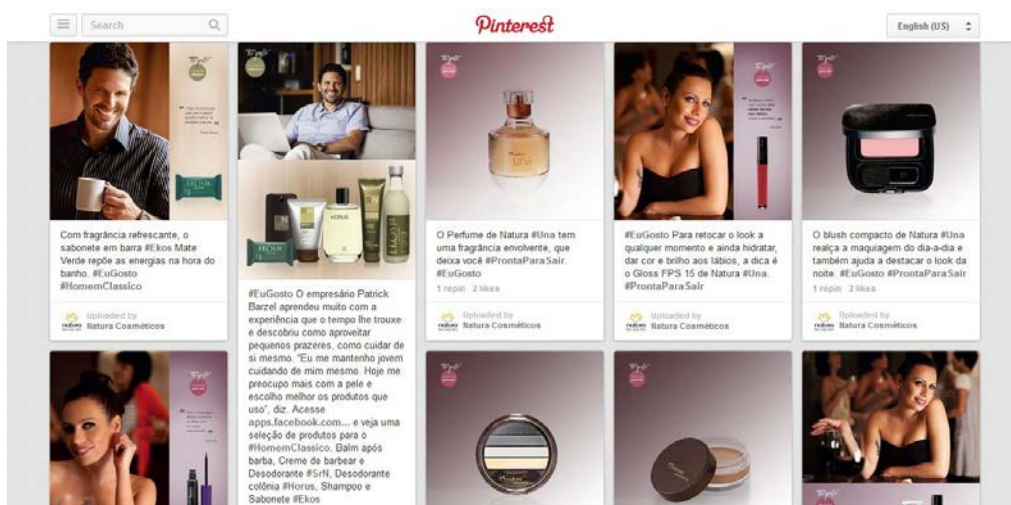 Search
Pinterest
English (US)
Com fragrância refrescante, o
sabonete em barra #Ekos Mate
Verde repõe as energias na hora do
banho. #EuGosto
#HomemClassico
Uploaded by
natura
Natura Cosméticos
HORUS
EKOS
#EuGosto O empresário Patrick
Barzel aprendeu muito com a
experiência que o tempo lhe trouxe
e descobriu como aproveitar
pequenos prazeres, como cuidar de
si mesmo. "Eu me mantenho jovem
cuidando de mim mesmo. Hoje me
preocupo mais com a pele e
escolho melhor os produtos que
uso", diz. Acesse
apps.facebook.com... e veja uma
seleção de produtos para o
#HomemClassico. Balm após
barba, Creme de barbear e
Desodorante #SrN, Desodorante
colônia #Horus, Shampoo e
Sabonete #Ekos
una
O Perfume de Natura #Una tem
uma fragrância envolvente, que
deixa você #ProntaParaSair.
#EuGosto
1 repin 2 likes
Uploaded by
natura
Natura Cosméticos
#EuGosto Para retocar o look a
qualquer momento e ainda hidratar,
dar cor e brilho aos lábios, a dica é
o Gloss FPS 15 de Natura #Una.
#ProntaParaSair
Uploaded by
natura
Natura Cosméticos
O blush compacto de Natura #Una
realça a maquiagem do dia-a-dia e
também ajuda a destacar o look da
noite. #EuGosto #ProntaParaSair
1 repin 2 likes
Uploaded by
natura
Natura Cosméticos